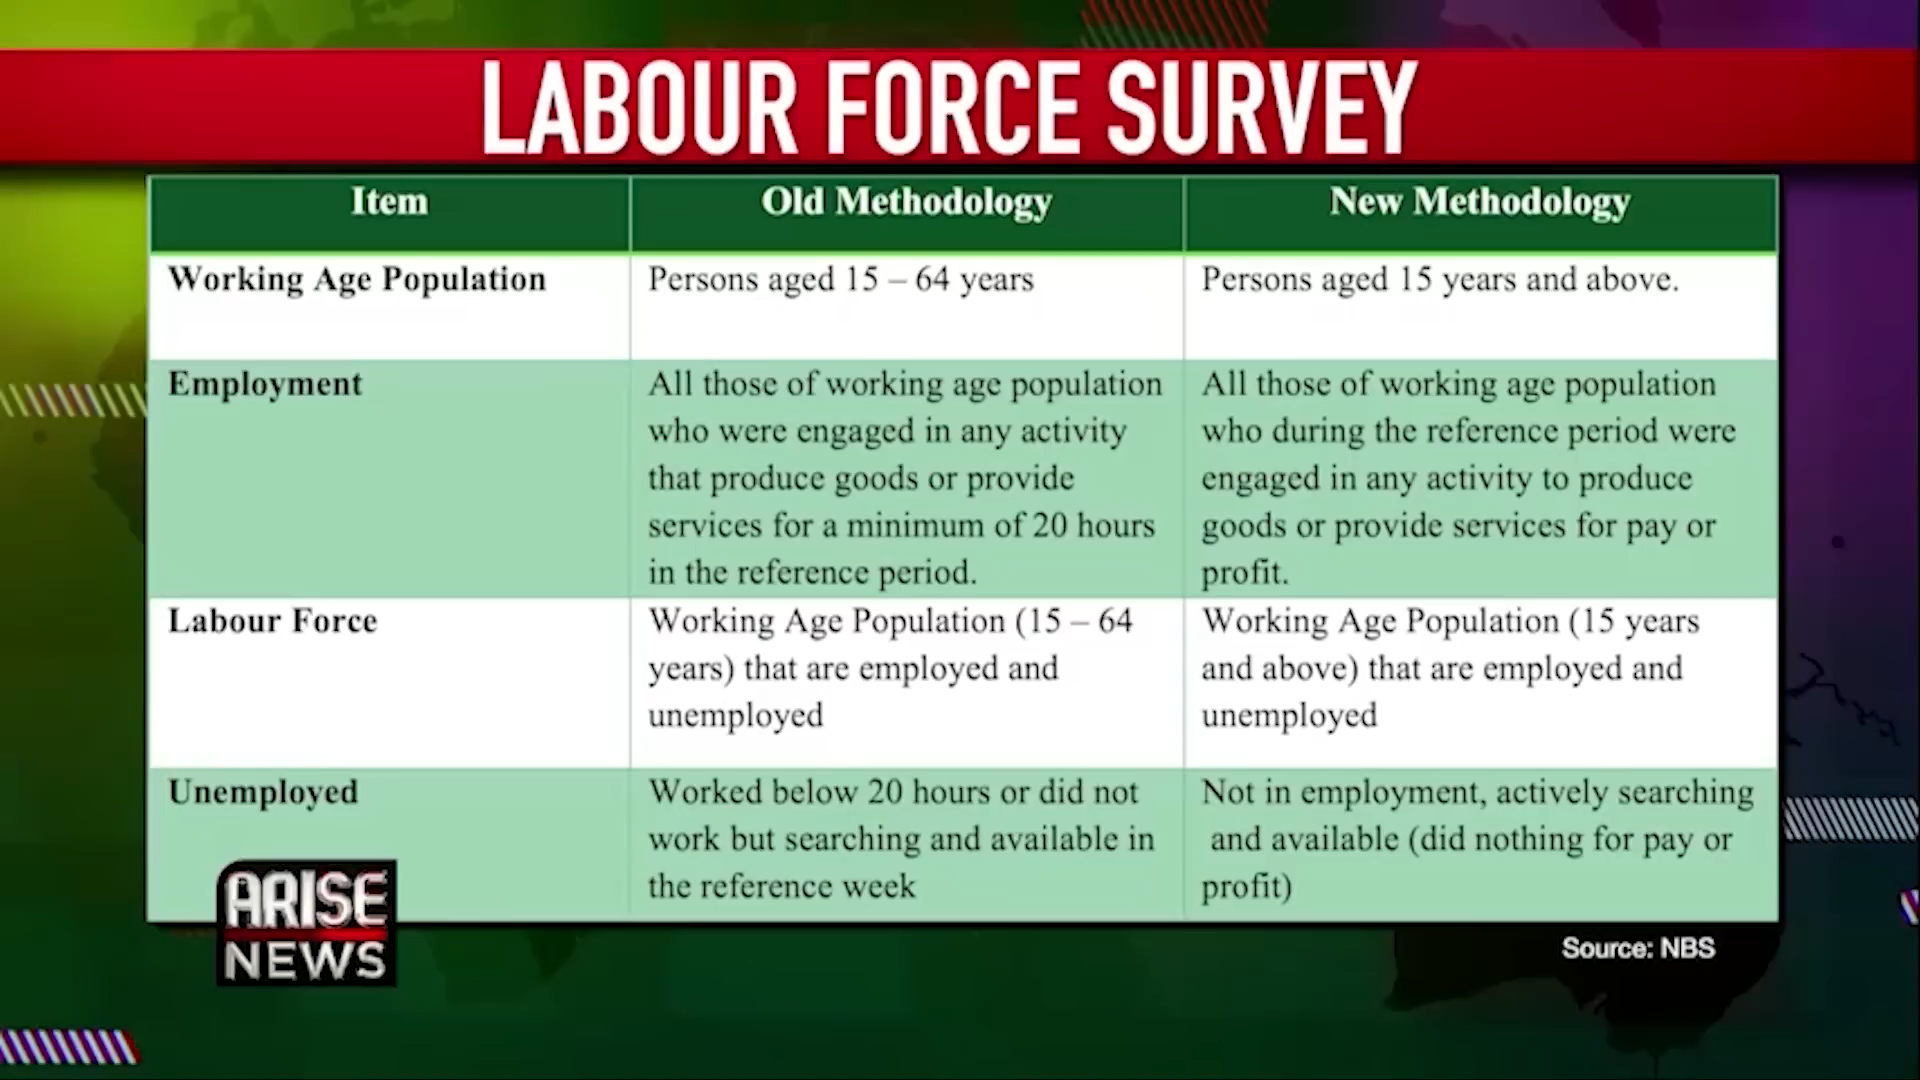 LABOUR FORCE SURVEY
Item
Old Methodology
New Methodology
Working Age Population
Persons aged 15 – 64 years
Persons aged 15 years and above.
Employment
All those of working age population
who were engaged in any activity
that produce goods or provide
services for a minimum of 20 hours
in the reference period.
All those of working age population
who during the reference period were
engaged in any activity to produce
goods or provide services for pay or
profit.
Labour Force
Working Age Population (15 – 64
years) that are employed and
unemployed
Working Age Population (15 years
and above) that are employed and
unemployed
Unemployed
Worked below 20 hours or did not
work but searching and available in
the reference week
Not in employment, actively searching
and available (did nothing for pay or
profit)
ARISE
NEWS
Source: NBS